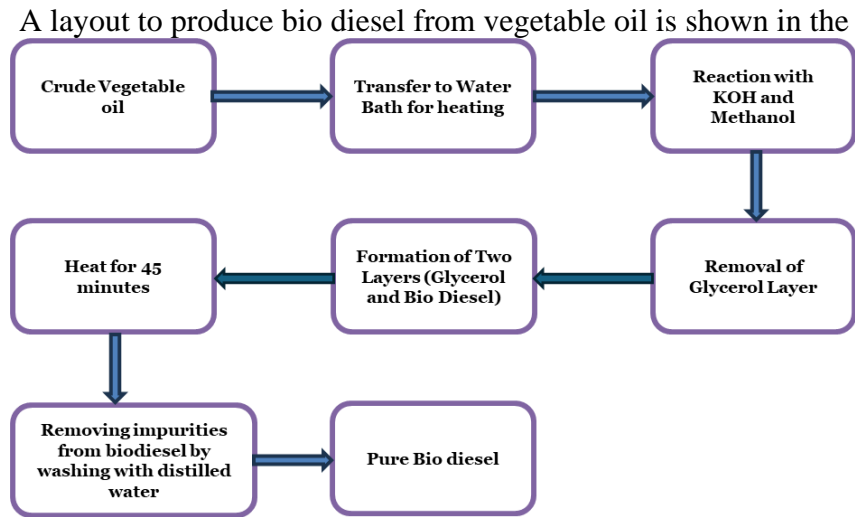 A layout to produce bio diesel from vegetable oil is shown in the
Crude Vegetable
oil
Transfer to Water
Bath for heating
Reaction with
KOH and
Methanol
Removal of
Glycerol Layer
Formation of Two
Layers (Glycerol
and Bio Diesel)
Heat for 45
minutes
Removing impurities
from biodiesel by
washing with distilled
water
Pure Bio diesel